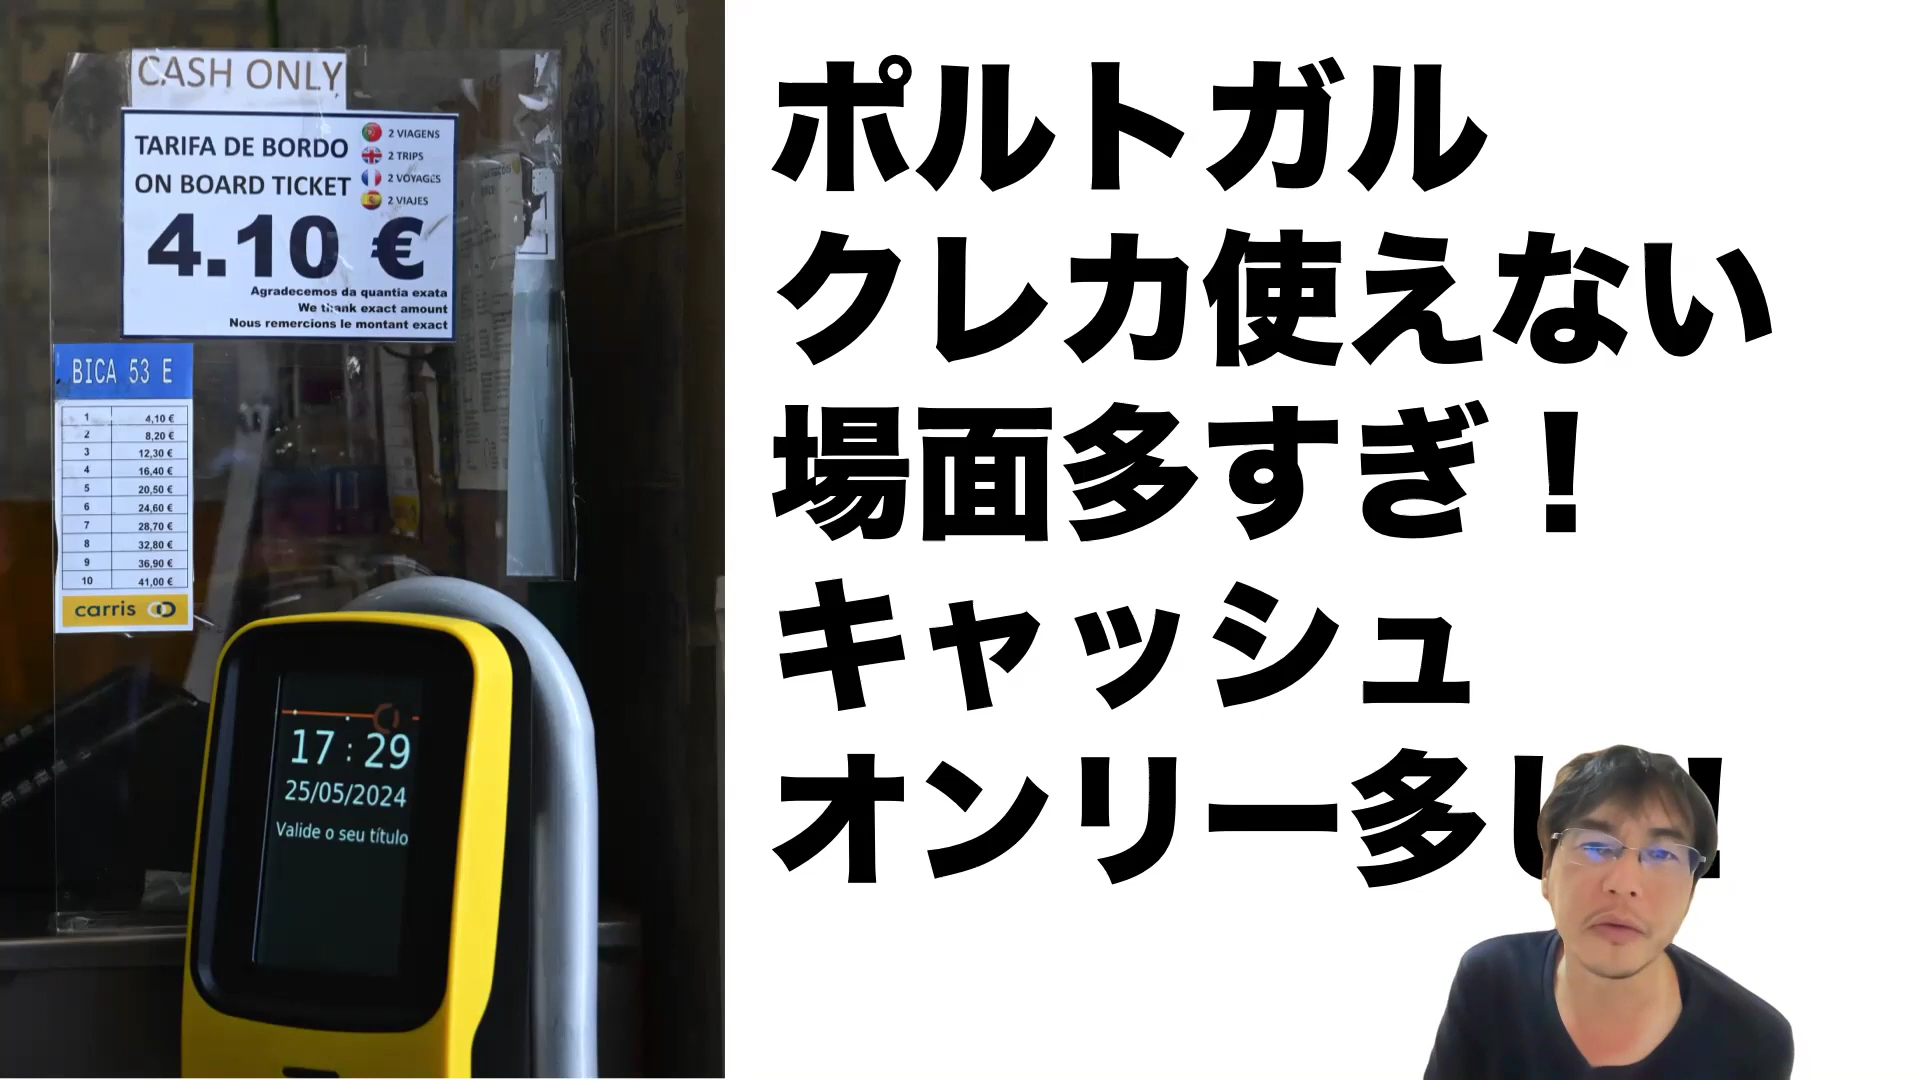 CASH ONLY
TARIFA DE BORDO
ON BOARD TICKET
2 VIAGENS
2 TRIPS
2 VOYAGES
2 VIAJES
4.10 €
Agradecemos da quantia exata
We thank exact amount
Nous remercions le montant exact
BICA 53 E
1 4,10 €
2 8,20 €
3 12,30 €
4 16,40 €
5 20,50 €
6 24,60 €
7 28,70 €
8 32,80 €
9 36,90 €
10 41,00 €
carris
17:29
25/05/2024
Valide o seu título
ポルトガル
クレカ使えない
場面多すぎ！
キャッシュ
オンリー多し！